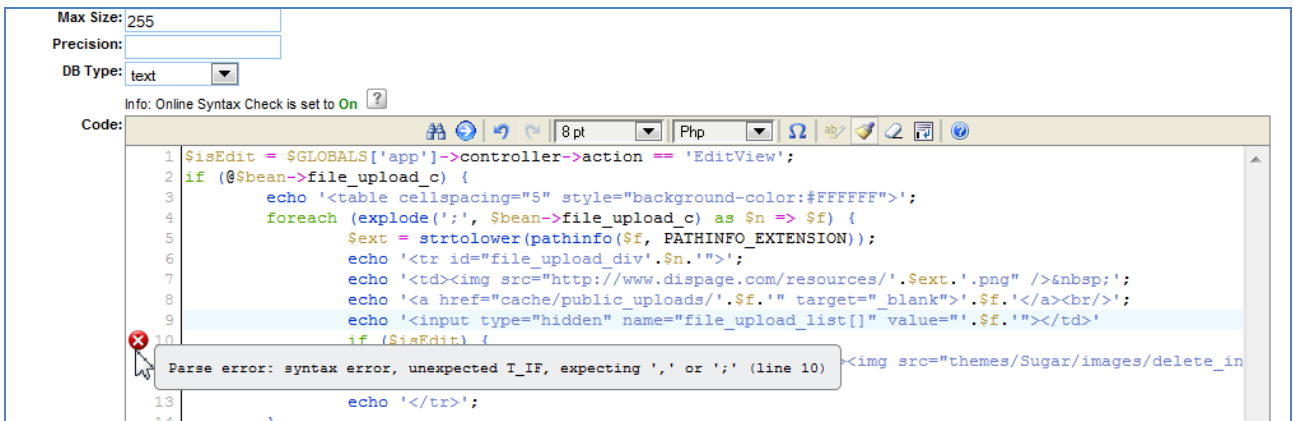 Max Size: 255
Precision:
DB Type: text
Info: Online Syntax Check is set to On ?
Code:
8 pt Php Ω ab ?
1 $isEdit = $GLOBALS['app']->controller->action == 'EditView';
2 if (@$bean->file_upload_c) {
3 echo '<table cellspacing="5" style="background-color:#FFFFFF">';
4 foreach (explode(';', $bean->file_upload_c) as $n => $f) {
5 $ext = strtolower(pathinfo($f, PATHINFO_EXTENSION));
6 echo '<tr id="file_upload_div'.$n.'">';
7 echo '<td><img src="http://www.dispage.com/resources/'.$ext.'.png" />&nbsp;';
8 echo '<a href="cache/public_uploads/'.$f.'" target="_blank">'.$f.'</a><br/>';
9 echo '<input type="hidden" name="file_upload_list[]" value="'.$f.'"></td>'
10 if ($isEdit) {
Parse error: syntax error, unexpected T_IF, expecting ',' or ';' (line 10)
><img src="themes/Sugar/images/delete_in
13 echo '</tr>';
14 }